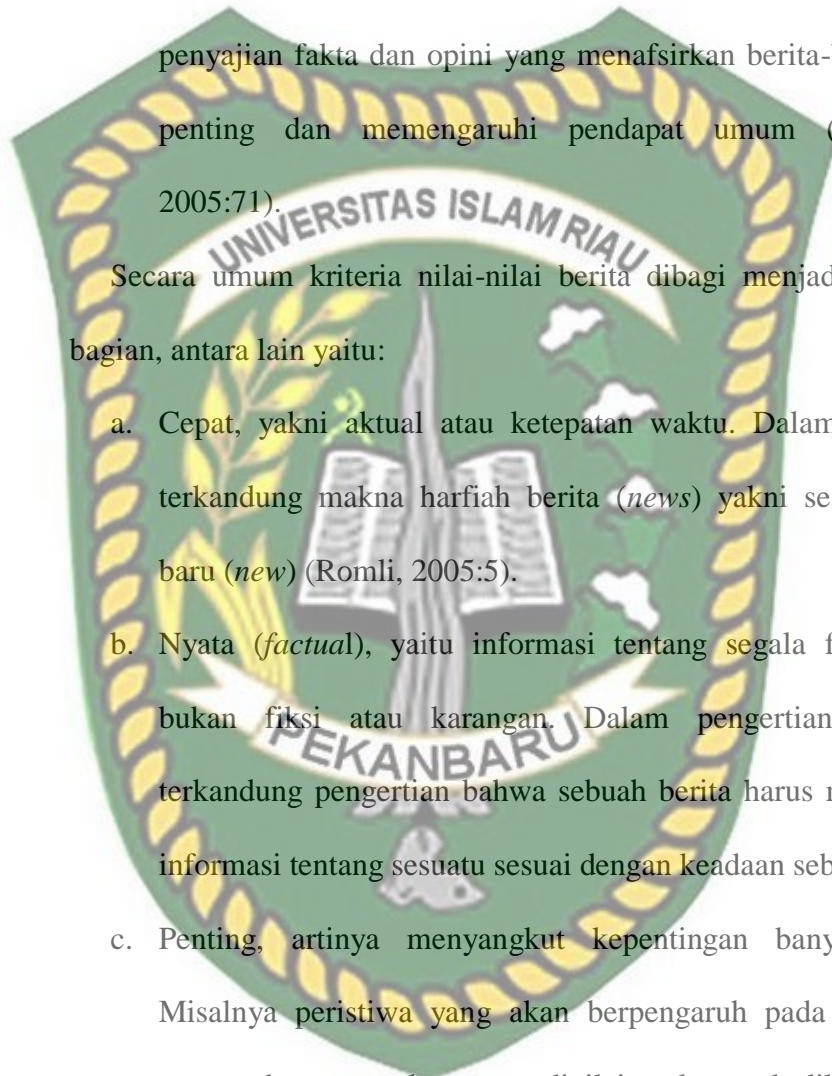 penyajian fakta dan opini yang menafsirkan berita-
penting dan memengaruhi pendapat umum (
2005:71).
UNIVERSITAS ISLAM RIAU
Secara umum kriteria nilai-nilai berita dibagi
bagian, antara lain yaitu:
a. Cepat, yakni aktual atau ketepatan waktu. Dalam
terkandung makna harfiah berita (news) yakni
baru (new) (Romli, 2005:5).
b. Nyata (factual), yaitu informasi tentang segala
bukan fiksi atau karangan. Dalam pengertian
PEKANBARU
terkandung pengertian bahwa sebuah berita harus
informasi tentang sesuatu sesuai dengan keadaan
c. Penting, artinya menyangkut kepentingan
Misalnya peristiwa yang akan berpengaruh pada